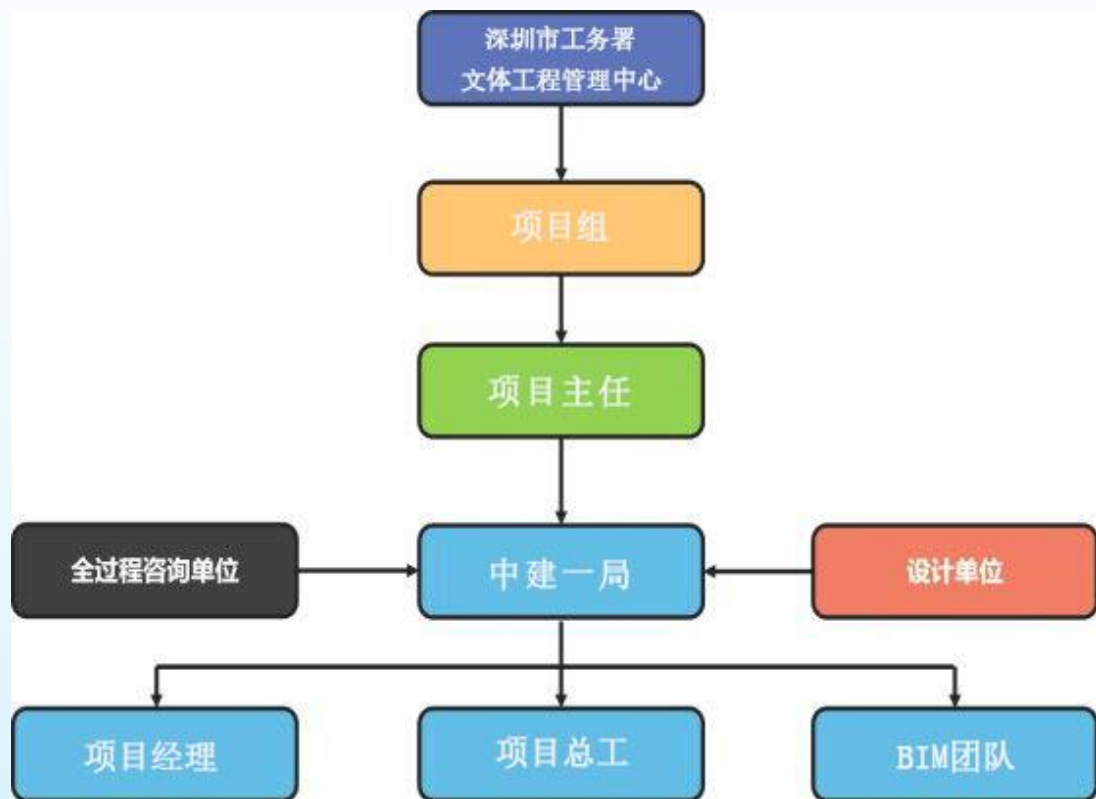 深圳市工务署
文体工程管理中心
项目组
项目主任
全过程咨询单位
中建一局
设计单位
项目经理
项目总工
BIM团队